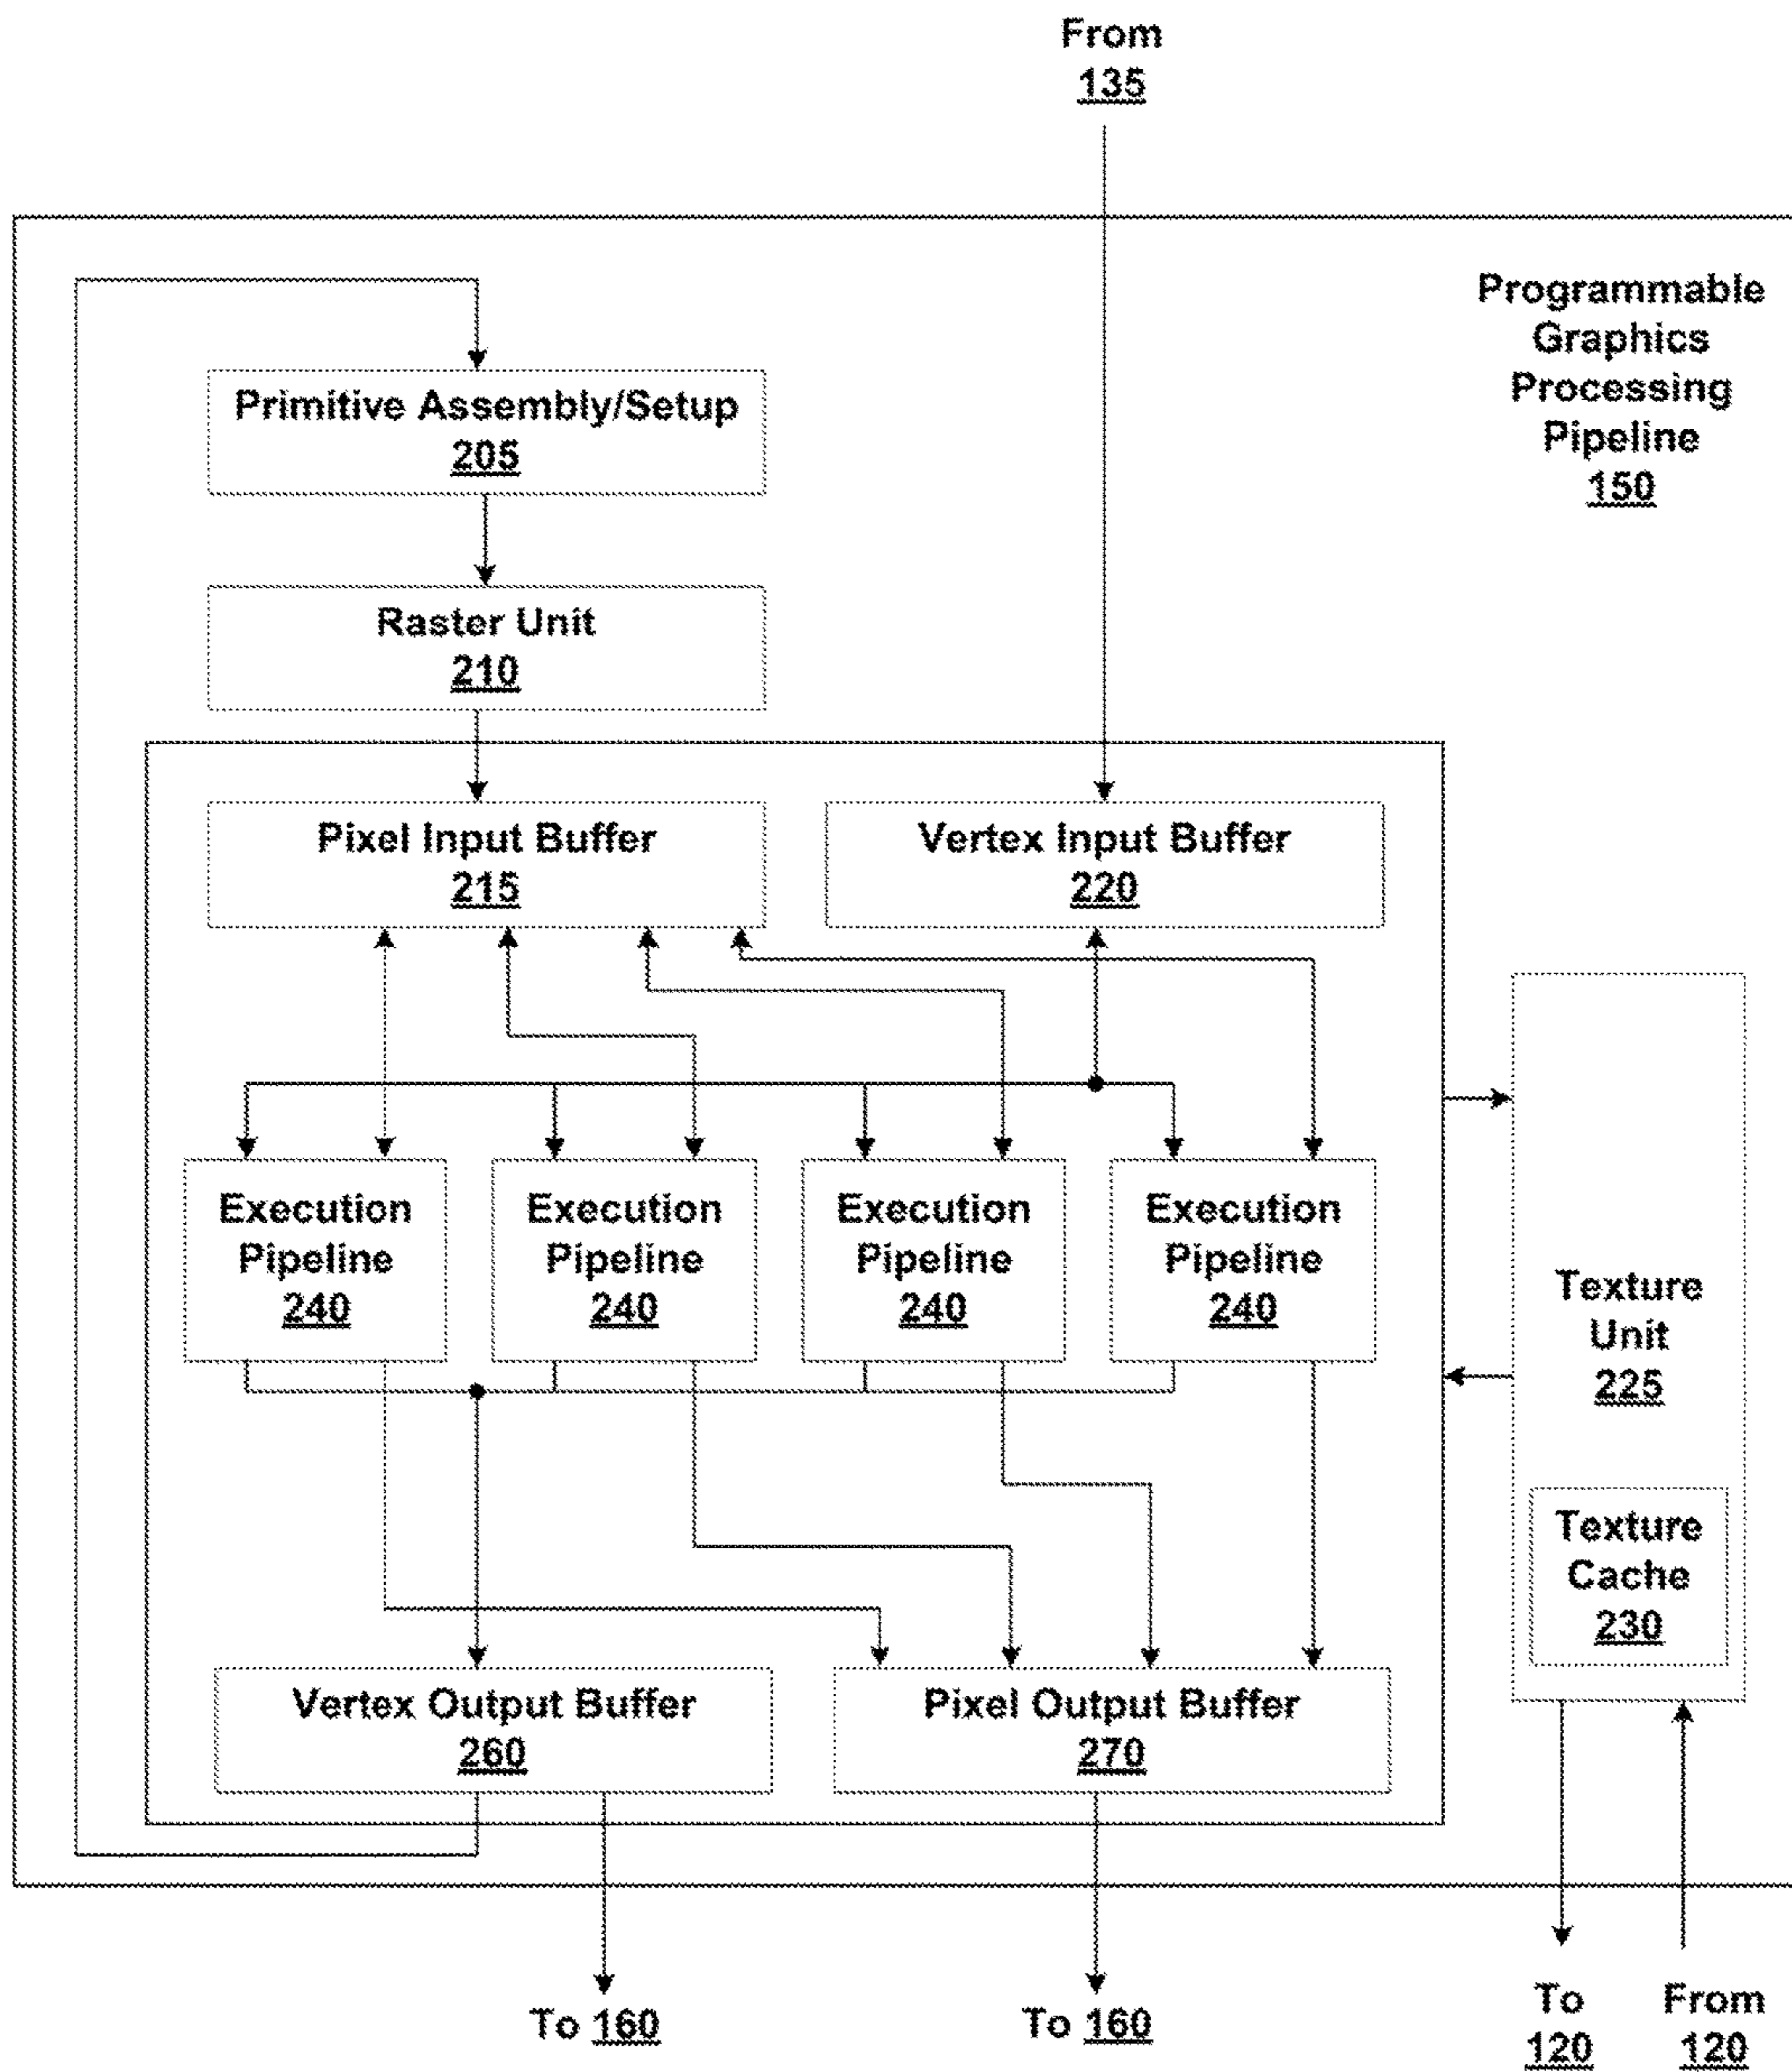 From
135
Programmable
Graphics
Processing
Pipeline
150
Primitive Assembly/Setup
205
Raster Unit
210
Pixel Input Buffer
215
Vertex Input Buffer
220
Execution
Pipeline
240
Execution
Pipeline
240
Execution
Pipeline
240
Execution
Pipeline
240
Texture
Unit
225
Texture
Cache
230
Vertex Output Buffer
260
Pixel Output Buffer
270
To 160
To 160
To
120
From
120